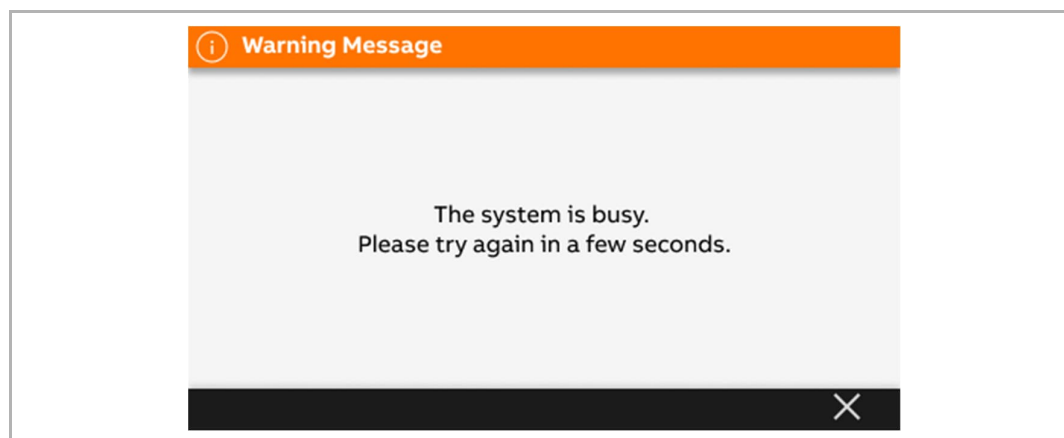 Warning Message
The system is busy.
Please try again in a few seconds.